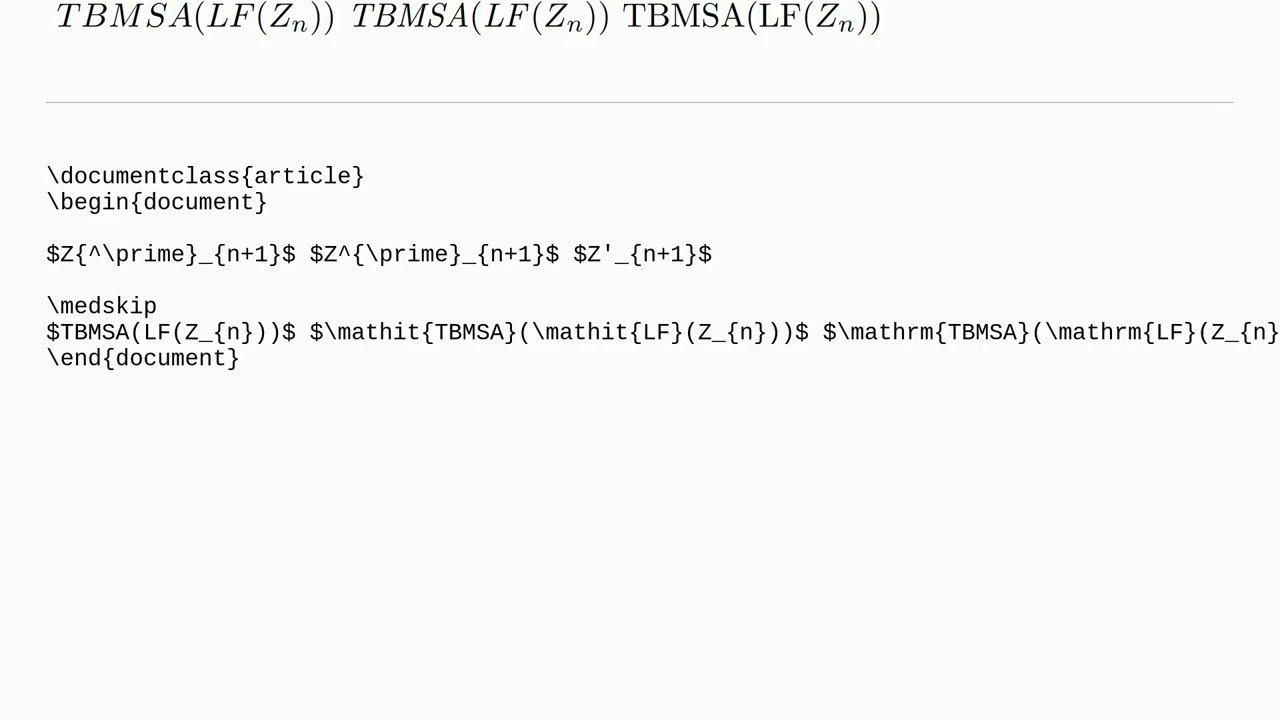 TBMSA(LF(Zₙ)) TBMSA(LF(Zₙ)) TBMSA(LF(Zₙ))
\documentclass{article}
\begin{document}
$Z{^\prime}_{n+1}$ $Z^{\prime}_{n+1}$ $Z'_{n+1}$
\medskip
$TBMSA(LF(Z_{n}))$ $\mathit{TBMSA}(\mathit{LF}(Z_{n}))$ $\mathrm{TBMSA}(\mathrm{LF}(Z_{n}
\end{document}